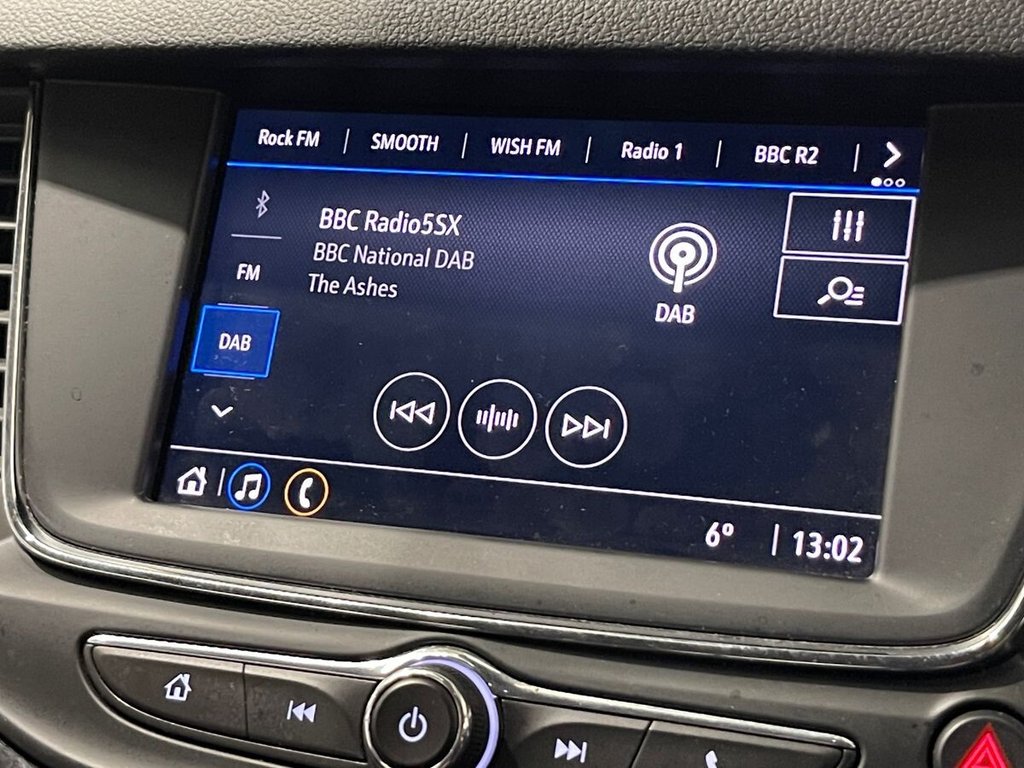 Rock FM | SMOOTH | WISH FM | Radio 1 | BBC R2 |
BBC Radio5SX
BBC National DAB
The Ashes
FM
DAB
DAB
6° | 13:02